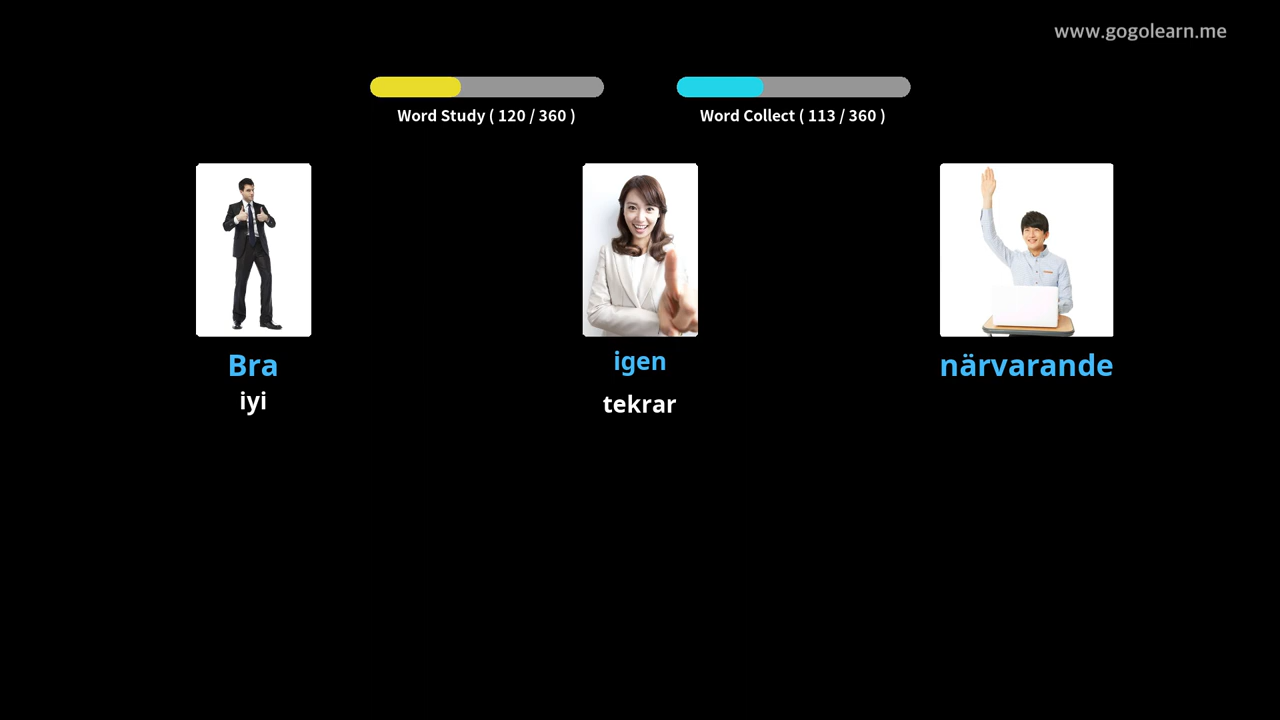 www.gogolearn.me
Word Study ( 120 / 360 )
Word Collect ( 113 / 360 )
Bra
iyi
igen
tekrar
närvarande